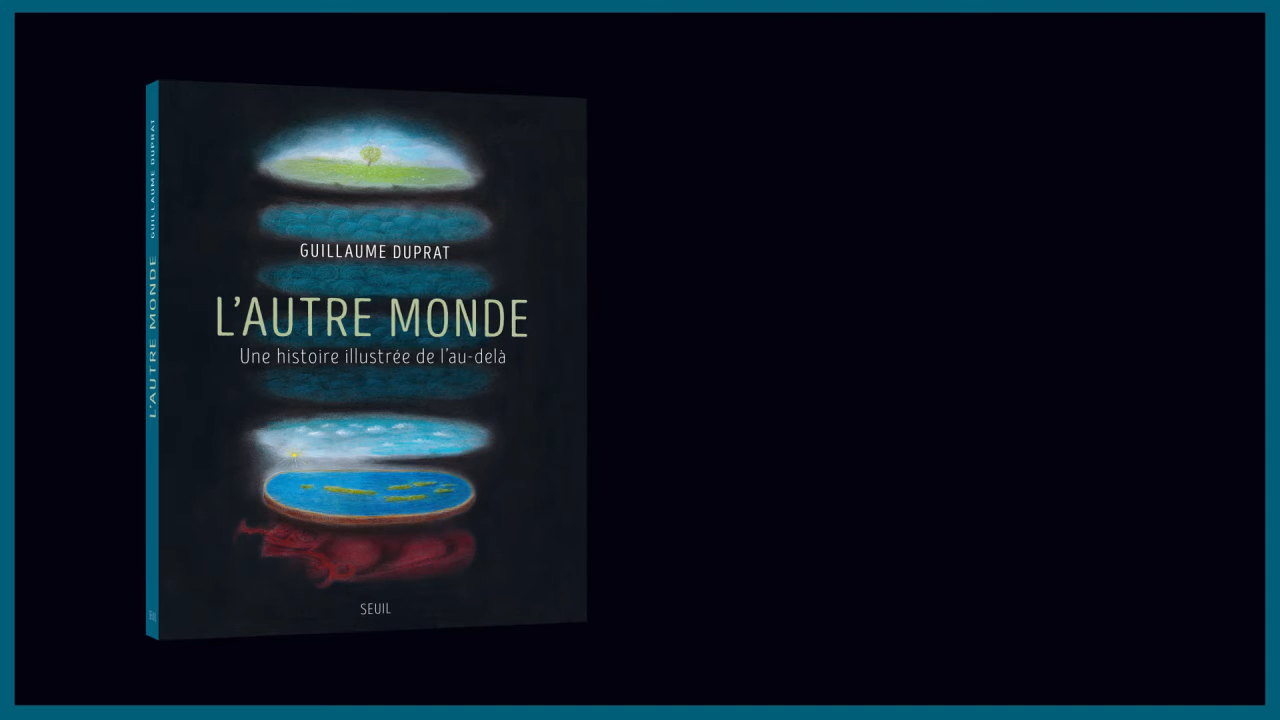 GUILLAUME DUPRAT
L'AUTRE MONDE
Une histoire illustrée de l'au-delà
SEUIL
L'AUTRE MONDE GUILLAUME DUPRAT